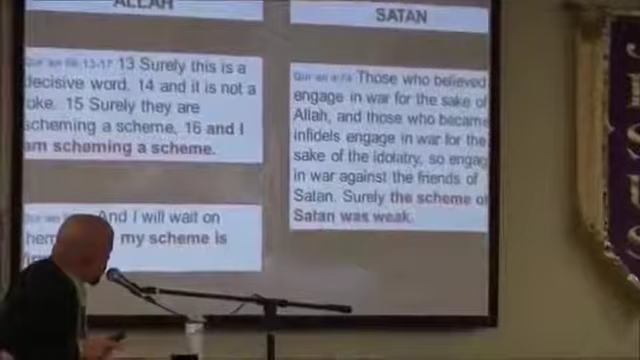 ALLAH
13 Surely this is a
decisive word, 14 and it is not a
joke. 15 Surely they are
scheming a scheme, 16 and I
am scheming a scheme.
And I will wait on
my scheme is
SATAN
Those who believed
engage in war for the sake of
Allah, and those who became
infidels engage in war for the
sake of the idolatry, so engag
in war against the friends of
Satan. Surely the scheme of
Satan was weak.